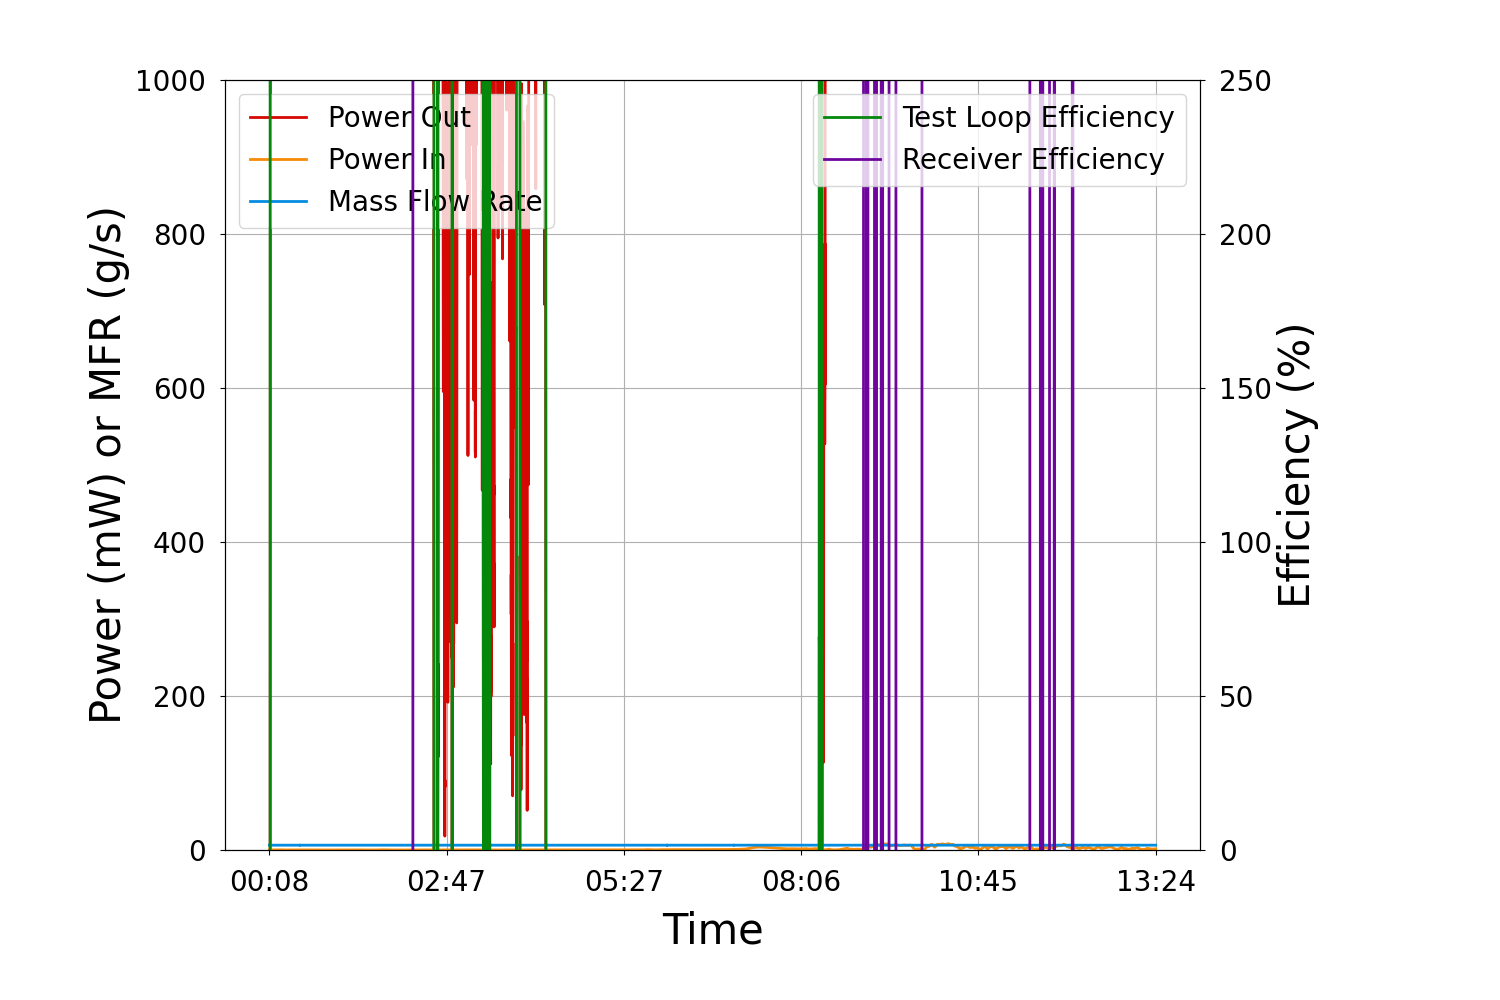 Power (mW) or MFR (g/s)
1000
800
600
400
200
0
Power Out
Power In
Mass Flow Rate
Test Loop Efficiency
Receiver Efficiency
250
200
150
100
50
0
Efficiency (%)
00:08 02:47 05:27 08:06 10:45 13:24
Time